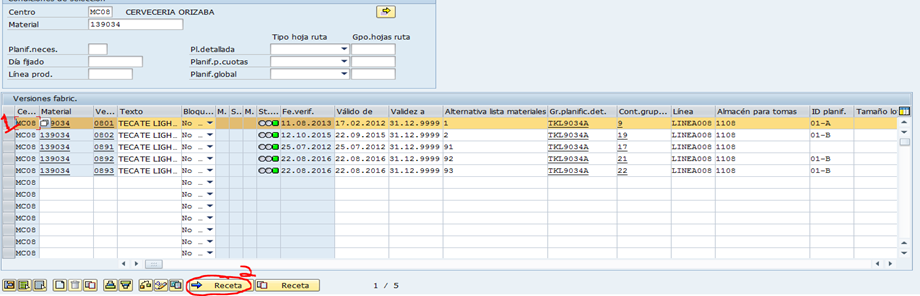 Condiciones de selección
Centro MC08 CERVECERIA ORIZABA
Material 139034
Tipo hoja ruta Gpo.hojas ruta
Planif.neces. Pl.detallada
Día fijado Planif.p.cuotas
Línea prod. Planif.global
Versiones fabric.
Ce... Material Ve... Texto Bloqu... M. S... M. St.... Fe.verif. Válido de Validez a Alternativa lista materiales Gr.planific.det. Cont.grup... Línea Almacén para tomas ID planif. Tamaño lo
1 MC08 9034 0801 TECATE LIGH... No ... 11.08.2013 17.02.2012 31.12.9999 1 TKL9034A 9 LINEA008 1108 01-A
MC08 139034 0802 TECATE LIGH... No ... 12.10.2015 22.09.2015 31.12.9999 2 TKL9034A 19 LINEA008 1108 01-B
MC08 139034 0891 TECATE LIGH... No ... 25.07.2012 25.07.2012 31.12.9999 91 TKL9034A 17 LINEA008 1108
MC08 139034 0892 TECATE LIGH... No ... 22.08.2016 22.08.2016 31.12.9999 92 TKL9034A 21 LINEA008 1108 01-B
MC08 139034 0893 TECATE LIGH... No ... 22.08.2016 22.08.2016 31.12.9999 93 TKL9034A 22 LINEA008 1108 01-B
MC08 No ...
MC08 No ...
MC08 No ...
MC08 No ...
MC08 No ...
MC08 No ...
MC08 No ...
2
Receta Receta 1 / 5